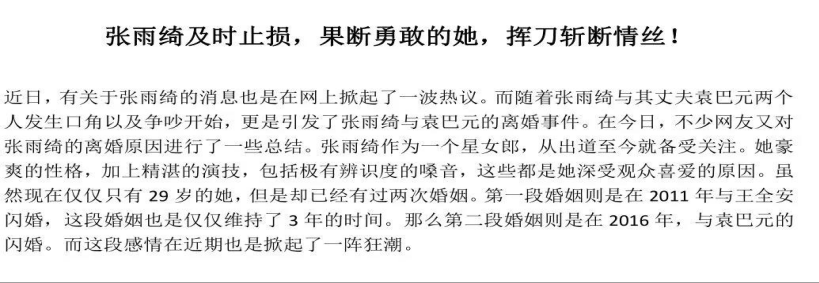 张雨绮及时止损，果断勇敢的她，挥刀斩断情丝！
近日，有关于张雨绮的消息也是在网上掀起了一波热议。而随着张雨绮与其丈夫袁巴元两个
人发生口角以及争吵开始，更是引发了张雨绮与袁巴元的离婚事件。在今日，不少网友又对
张雨绮的离婚原因进行了一些总结。张雨绮作为一个星女郎，从出道至今就备受关注。她豪
爽的性格，加上精湛的演技，包括极有辨识度的嗓音，这些都是她深受观众喜爱的原因。虽
然现在仅仅只有 29 岁的她，但是却已经有过两次婚姻。第一段婚姻则是在 2011 年与王全安
闪婚，这段婚姻也是仅仅维持了 3 年的时间。那么第二段婚姻则是在 2016 年，与袁巴元的
闪婚。而这段感情在近期也是掀起了一阵狂潮。